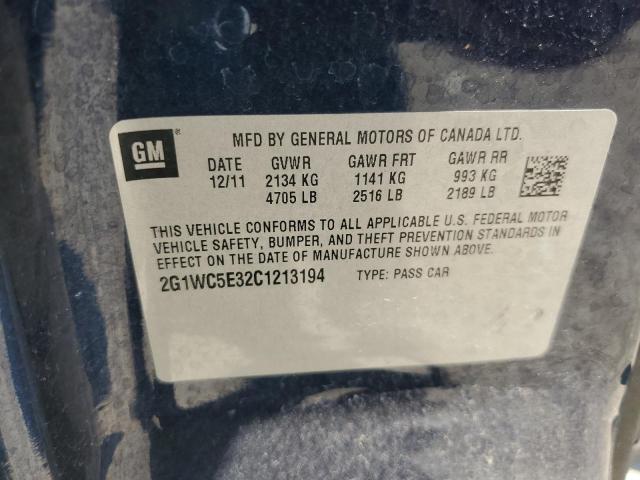 GM ®
MFD BY GENERAL MOTORS OF CANADA LTD.
DATE GVWR GAWR FRT GAWR RR
12/11 2134 KG 1141 KG 993 KG
4705 LB 2516 LB 2189 LB
THIS VEHICLE CONFORMS TO ALL APPLICABLE U.S. FEDERAL MOTOR
VEHICLE SAFETY, BUMPER, AND THEFT PREVENTION STANDARDS IN
EFFECT ON THE DATE OF MANUFACTURE SHOWN ABOVE.
2G1WC5E32C1213194 TYPE: PASS CAR